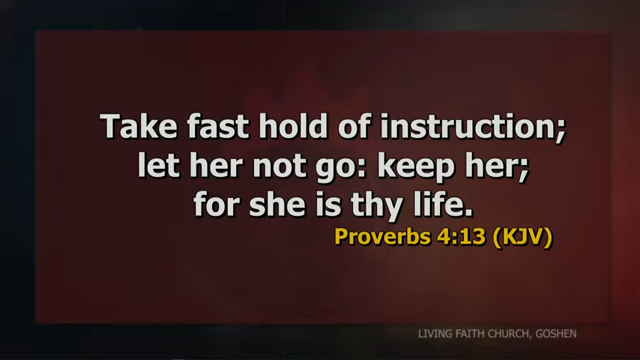 Take fast hold of instruction;
let her not go: keep her;
for she is thy life.
Proverbs 4:13 (KJV)
LIVING FAITH CHURCH, GOSHEN